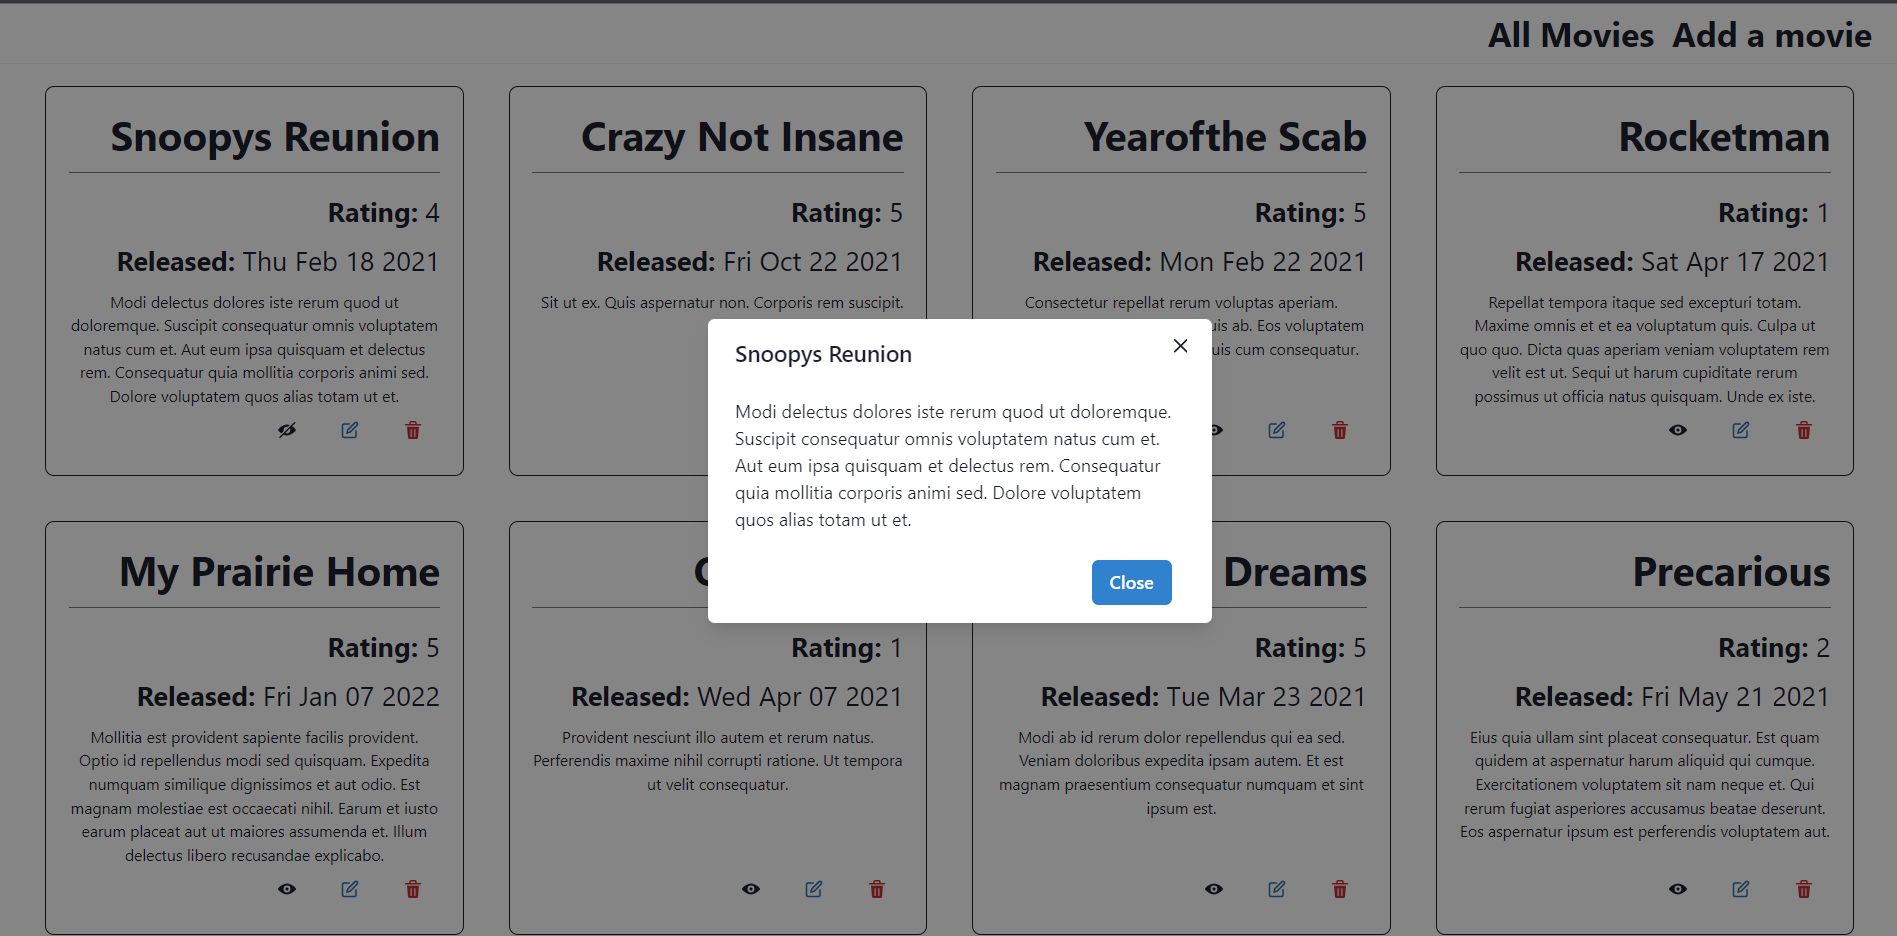 All Movies Add a movie
Snoopys Reunion
Rating: 4
Released: Thu Feb 18 2021
Modi delectus dolores iste rerum quod ut
doloremque. Suscipit consequatur omnis voluptatem
natus cum et. Aut eum ipsa quisquam et delectus
rem. Consequatur quia mollitia corporis animi sed.
Dolore voluptatem quos alias totam ut et.
Crazy Not Insane
Rating: 5
Released: Fri Oct 22 2021
Sit ut ex. Quis aspernatur non. Corporis rem suscipit.
Yearofthe Scab
Rating: 5
Released: Mon Feb 22 2021
Consectetur repellat rerum voluptas aperiam.
ab. Eos voluptatem
cum consequatur.
Rocketman
Rating: 1
Released: Sat Apr 17 2021
Repellat tempora itaque sed excepturi totam.
Maxime omnis et et ea voluptatum quis. Culpa ut
quo quo. Dicta quas aperiam veniam voluptatem rem
velit est ut. Sequi ut harum cupiditate rerum
possimus ut officia natus quisquam. Unde ex iste.
Snoopys Reunion
Modi delectus dolores iste rerum quod ut doloremque.
Suscipit consequatur omnis voluptatem natus cum et.
Aut eum ipsa quisquam et delectus rem. Consequatur
quia mollitia corporis animi sed. Dolore voluptatem
quos alias totam ut et.
Close
My Prairie Home
Rating: 5
Released: Fri Jan 07 2022
Mollitia est provident sapiente facilis provident.
Optio id repellendus modi sed quisquam. Expedita
numquam similique dignissimos et aut odio. Est
magnam molestiae est occaecati nihil. Earum et iusto
earum placeat aut ut maiores assumenda et. Illum
delectus libero recusandae explicabo.
Rating: 1
Released: Wed Apr 07 2021
Provident nesciunt illo autem et rerum natus.
Perferendis maxime nihil corrupti ratione. Ut tempora
ut velit consequatur.
Dreams
Rating: 5
Released: Tue Mar 23 2021
Modi ab id rerum dolor repellendus qui ea sed.
Veniam doloribus expedita ipsam autem. Et est
magnam praesentium consequatur numquam et sint
ipsum est.
Precarious
Rating: 2
Released: Fri May 21 2021
Eius quia ullam sint placeat consequatur. Est quam
quidem at aspernatur harum aliquid qui cumque.
Exercitationem voluptatem sit nam neque et. Qui
rerum fugiat asperiores accusamus beatae deserunt.
Eos aspernatur ipsum est perferendis voluptatem aut.